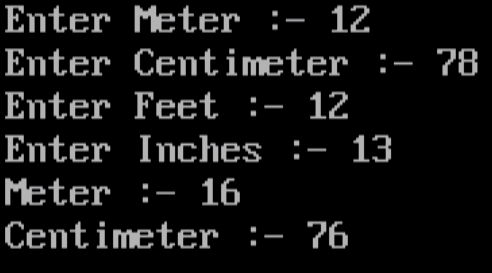 Enter Meter :- 12
Enter Centimeter :- 78
Enter Feet :- 12
Enter Inches :- 13
Meter :- 16
Centimeter :- 76